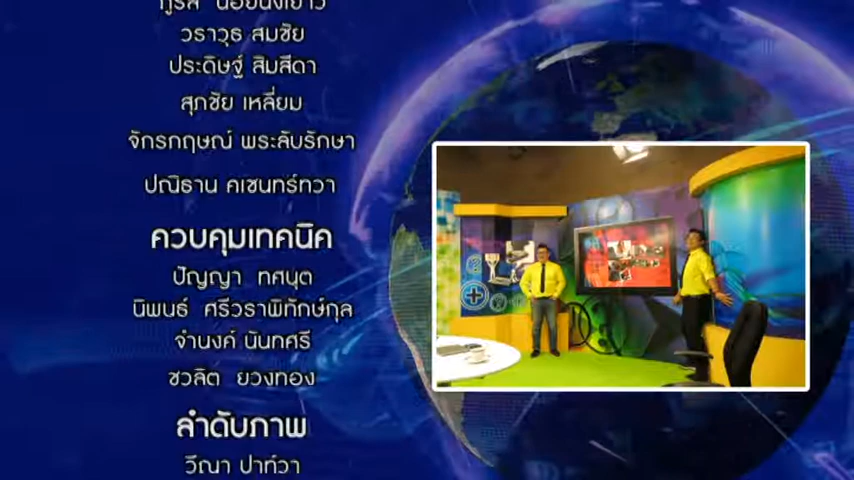 วราวุธ สมชัย
ประดิษฐ์ สิมสีดา
สุภชัย เหลี่ยม
จักรกฤษณ์ พระลับรักษา
ปณิธาน คเชนทร์ทวา
ควบคุมเทคนิค
ปัญญา ทศนุต
นิพนธ์ ศรีวราพิทักษ์กุล
จำนงค์ นันทศรี
ชวลิต ยวงทอง
ลำดับภาพ
วีณา ปาท์วา